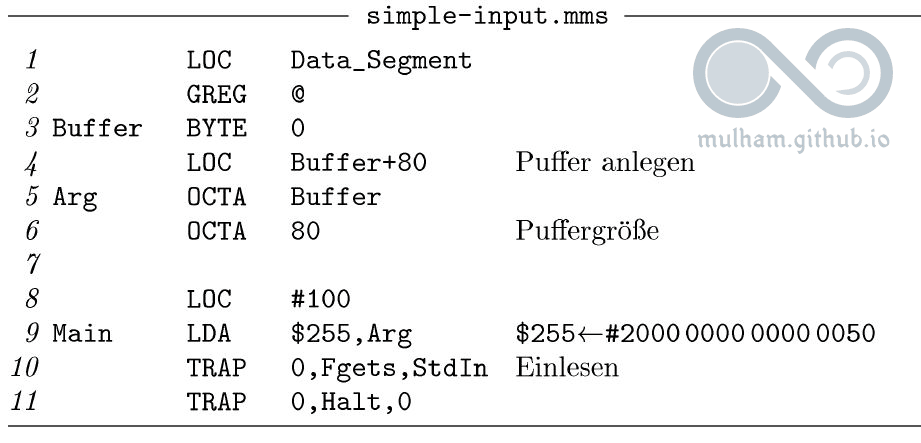 simple-input.mms
1 LOC Data_Segment
2 GREG @
3 Buffer BYTE 0
4 LOC Buffer+80 Puffer anlegen
5 Arg OCTA Buffer
6 OCTA 80 Puffergröße
7
8 LOC #100
9 Main LDA $255,Arg $255←#2000 0000 0000 0050
10 TRAP 0,Fgets,StdIn Einlesen
11 TRAP 0,Halt,0
mulham.github.io